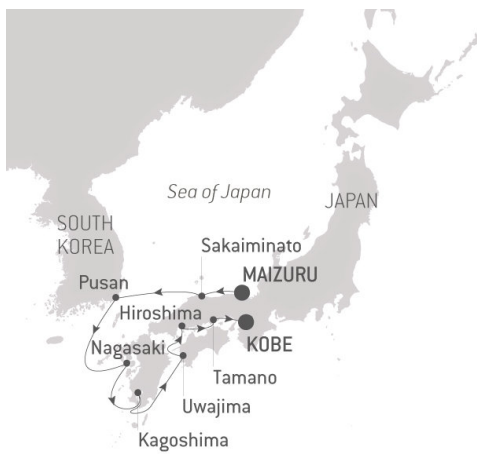 Sea of Japan
JAPAN
SOUTH
KOREA
Sakaiminato
MAIZURU
Pusan
Hiroshima
Nagasaki
KOBE
Tamano
Uwajima
Kagoshima